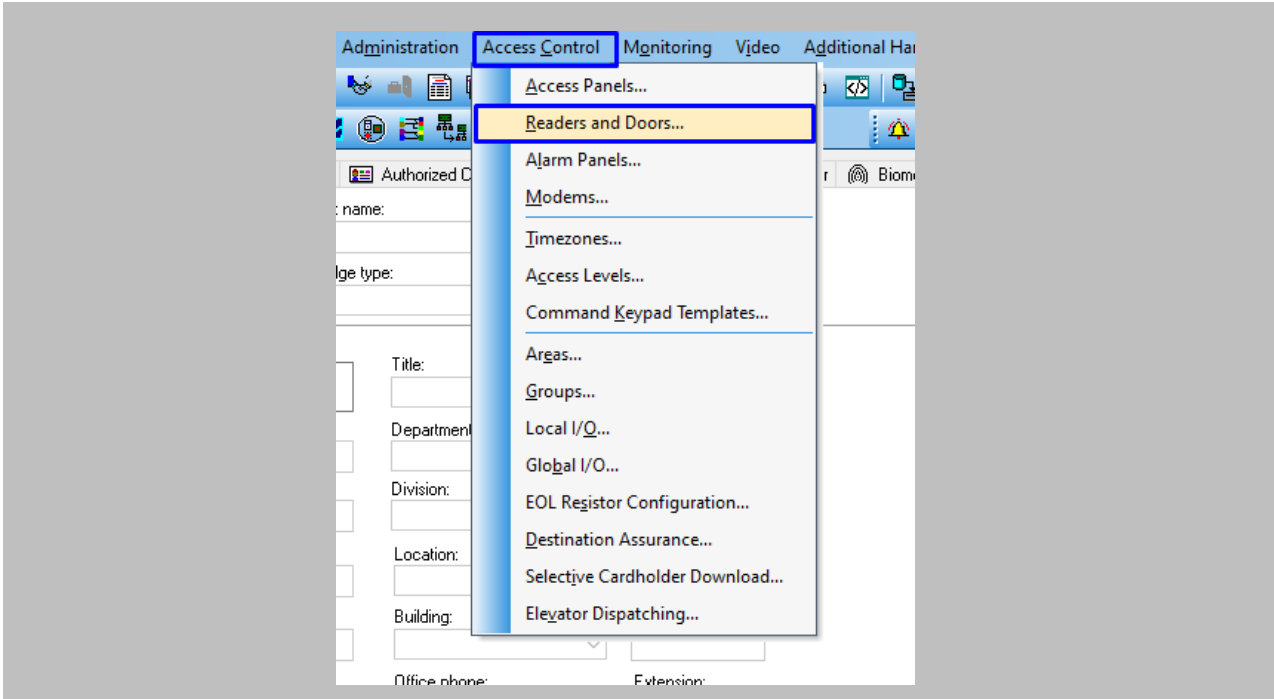 Administration Access Control Monitoring Video Additional Har
Access Panels...
Readers and Doors...
Alarm Panels...
Authorized C
Biome
Modems...
name:
Timezones...
lge type:
Access Levels...
Command Keypad Templates...
Areas...
Title:
Groups...
Department
Local I/O...
Global I/O...
Division:
EOL Resistor Configuration...
Destination Assurance...
Location:
Selective Cardholder Download...
Building:
Elevator Dispatching...
Office phone:
Extension: